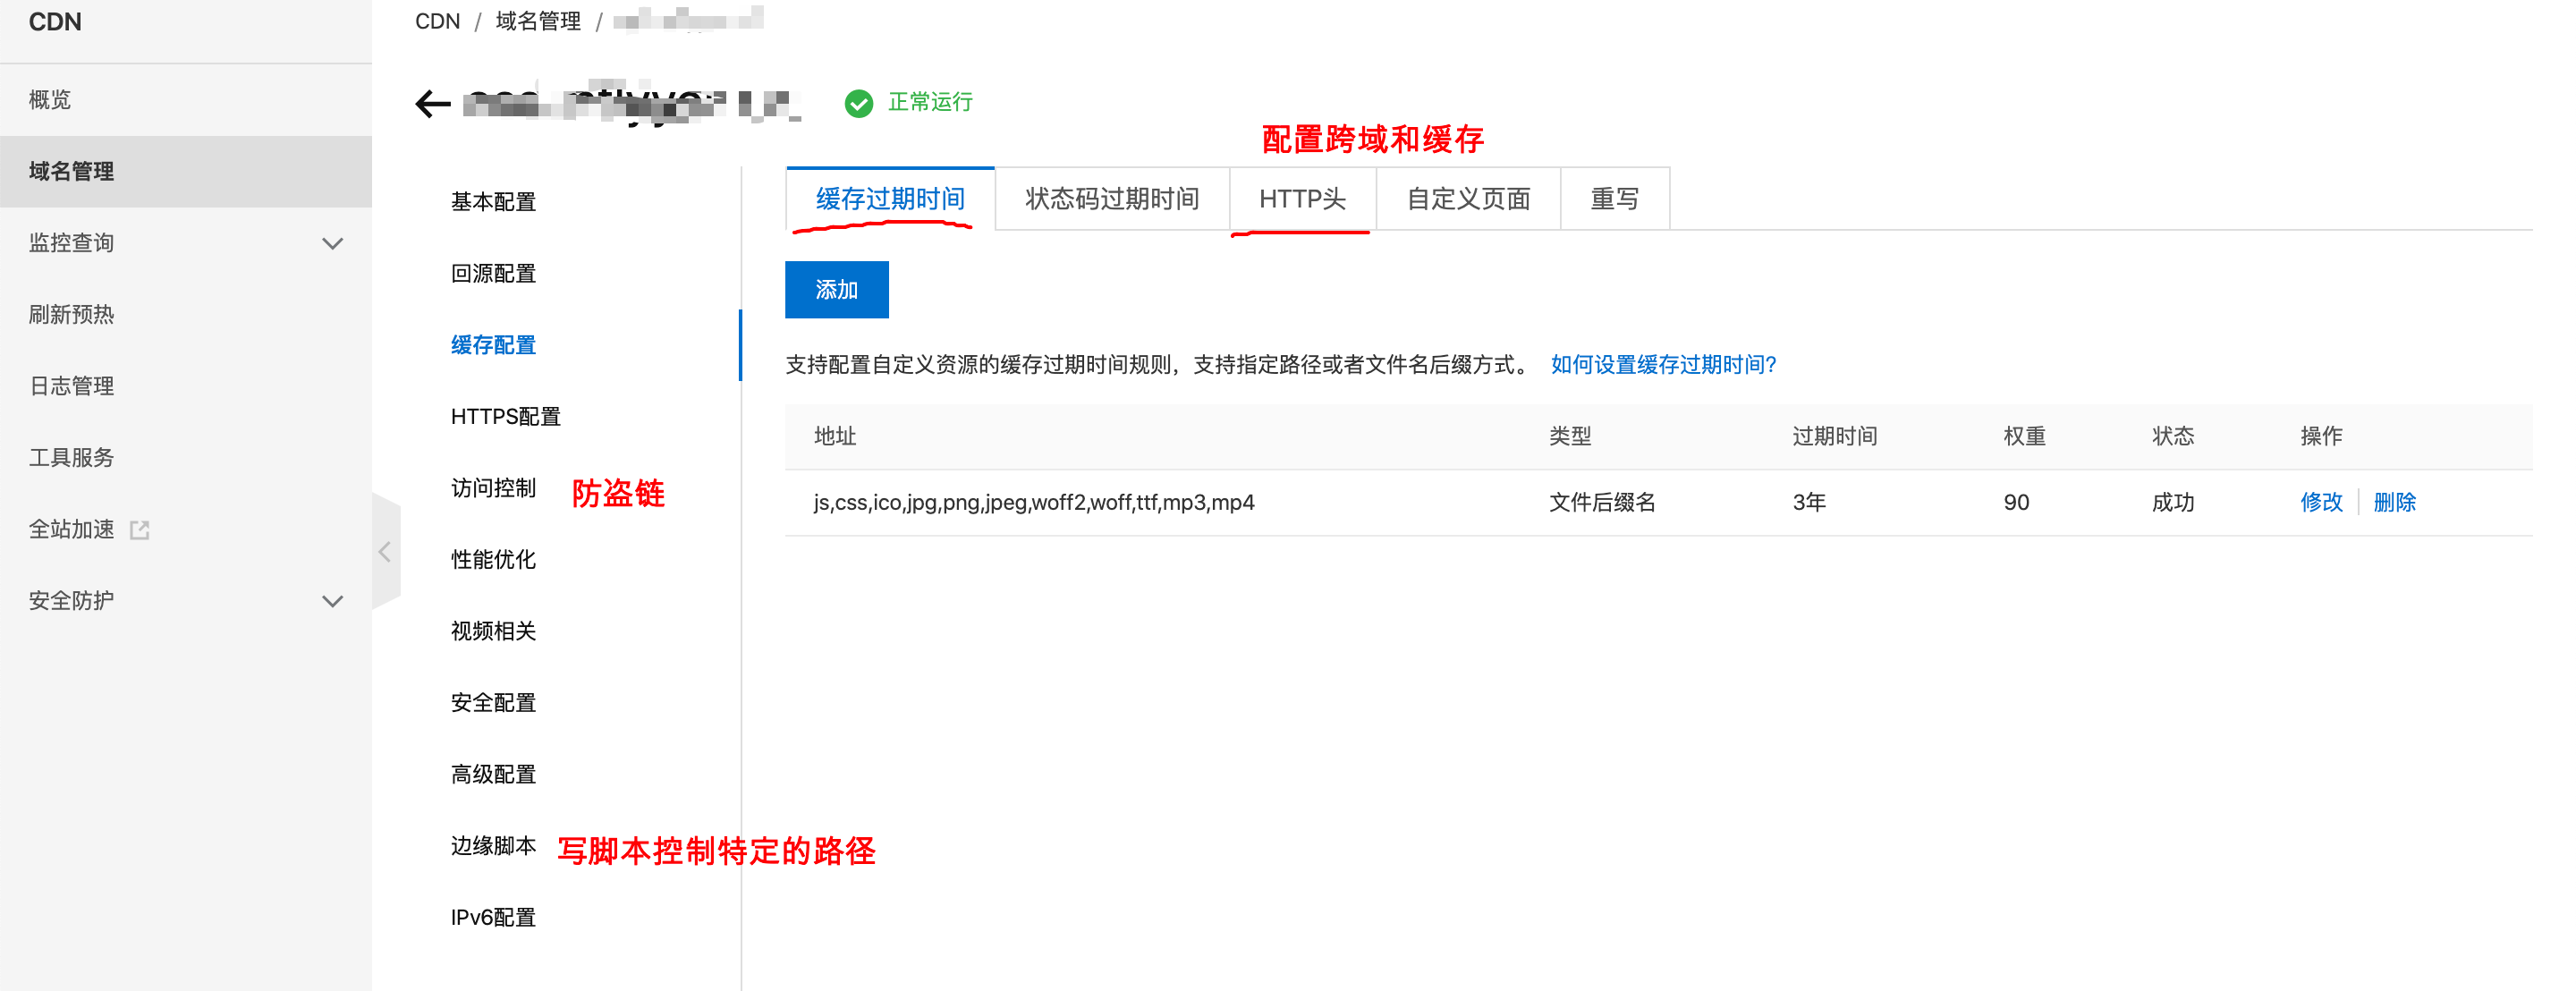 CDN
概览
域名管理
监控查询
刷新预热
日志管理
工具服务
全站加速
安全防护
CDN / 域名管理 /
正常运行
配置跨域和缓存
基本配置
回源配置
缓存配置
HTTPS配置
访问控制 防盗链
性能优化
视频相关
安全配置
高级配置
边缘脚本 写脚本控制特定的路径
IPv6配置
缓存过期时间 状态码过期时间 HTTP头 自定义页面 重写
添加
支持配置自定义资源的缓存过期时间规则，支持指定路径或者文件名后缀方式。 如何设置缓存过期时间?
地址 类型 过期时间 权重 状态 操作
js,css,ico,jpg,png,jpeg,woff2,woff,ttf,mp3,mp4 文件后缀名 3年 90 成功 修改 删除